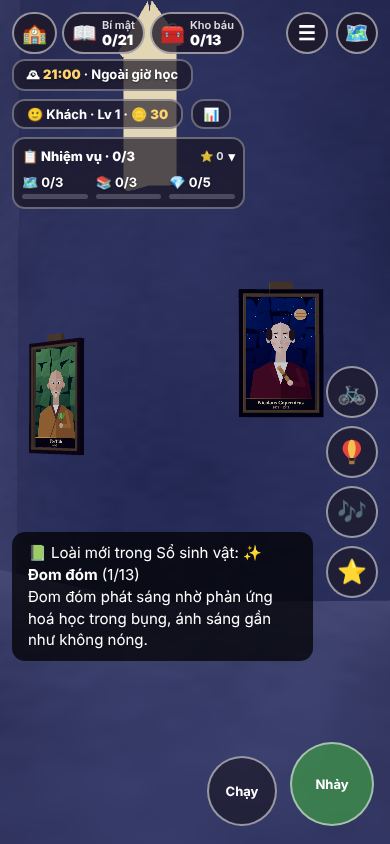 Bí mật
0/21
Kho báu
0/13
21:00 · Ngoài giờ học
Khách · Lv 1 · 30
Nhiệm vụ · 0/3
0
0/3
0/3
0/5
Nicolaus Copernicus
Loài mới trong Sổ sinh vật:
Đom đóm (1/13)
Đom đóm phát sáng nhờ phản ứng
hoá học trong bụng, ánh sáng gần
như không nóng.
Chạy
Nhảy